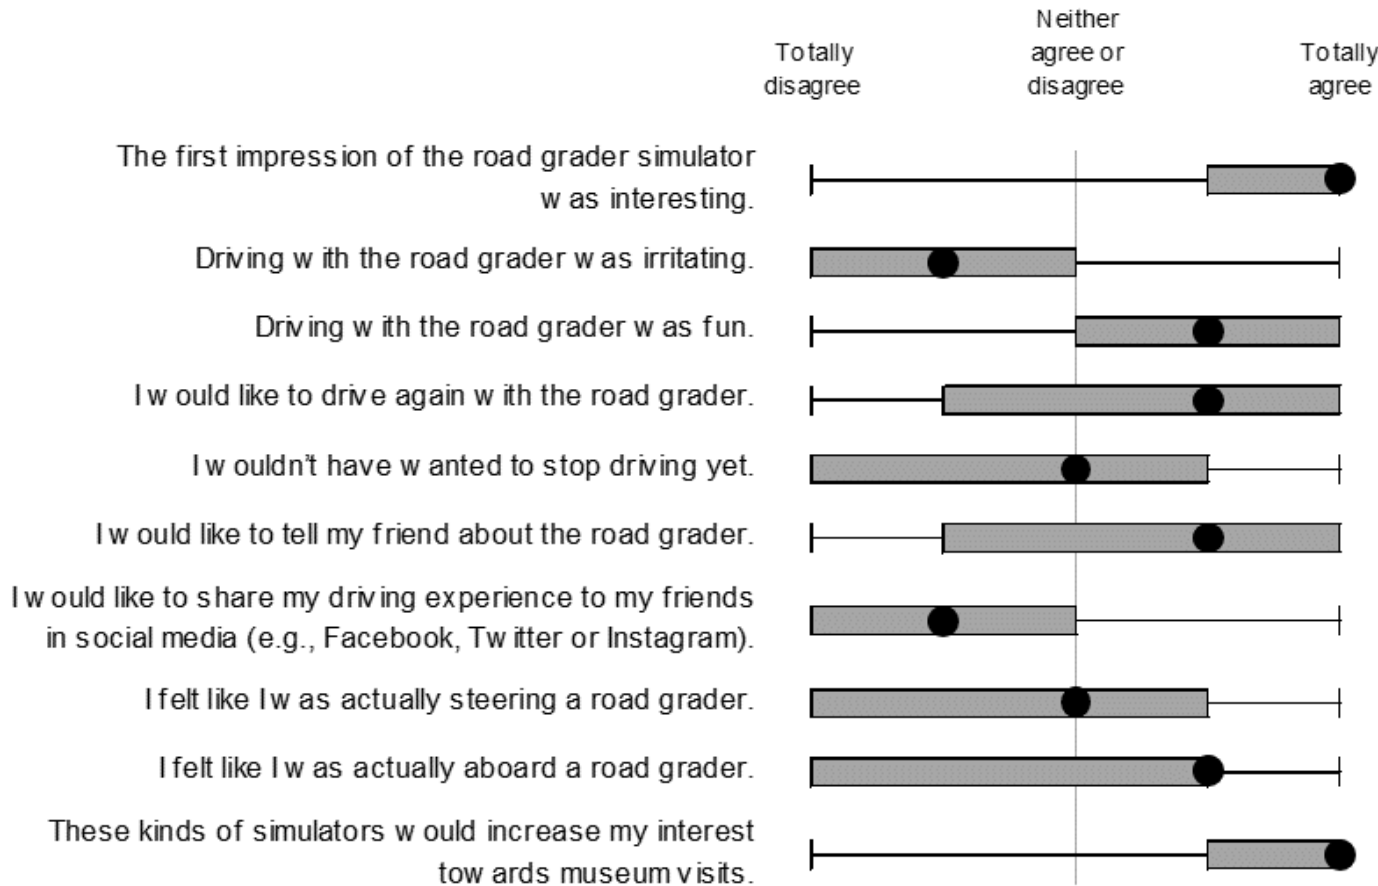 Neither
Totally agree or Totally
disagree disagree agree
The first impression of the road grader simulator
was interesting.
Driving with the road grader was irritating.
Driving with the road grader was fun.
I would like to drive again with the road grader.
I wouldn't have wanted to stop driving yet.
I would like to tell my friend about the road grader.
I would like to share my driving experience to my friends
in social media (e.g., Facebook, Twitter or Instagram).
I felt like I was actually steering a road grader.
I felt like I was actually aboard a road grader.
These kinds of simulators would increase my interest
towards museum visits.